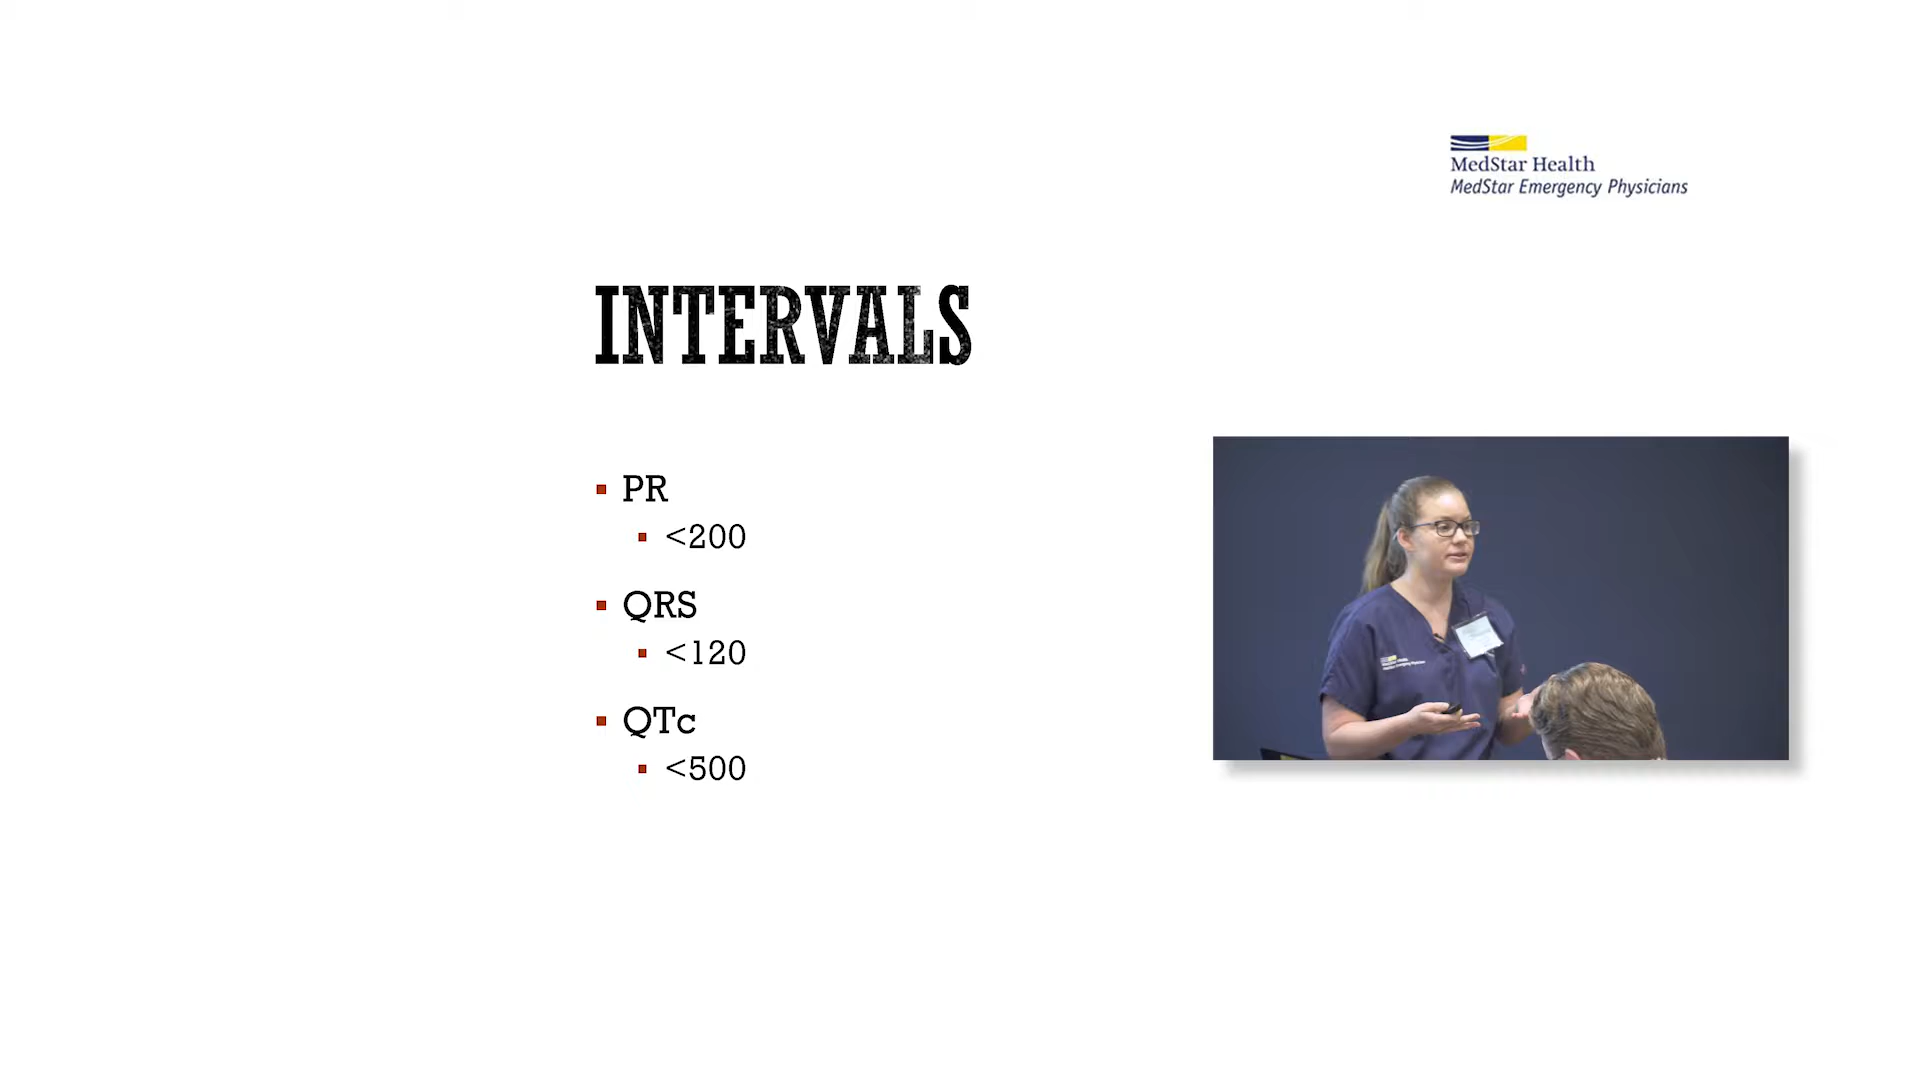 MedStar Health
MedStar Emergency Physicians
INTERVALS
PR
<200
QRS
<120
QTc
<500